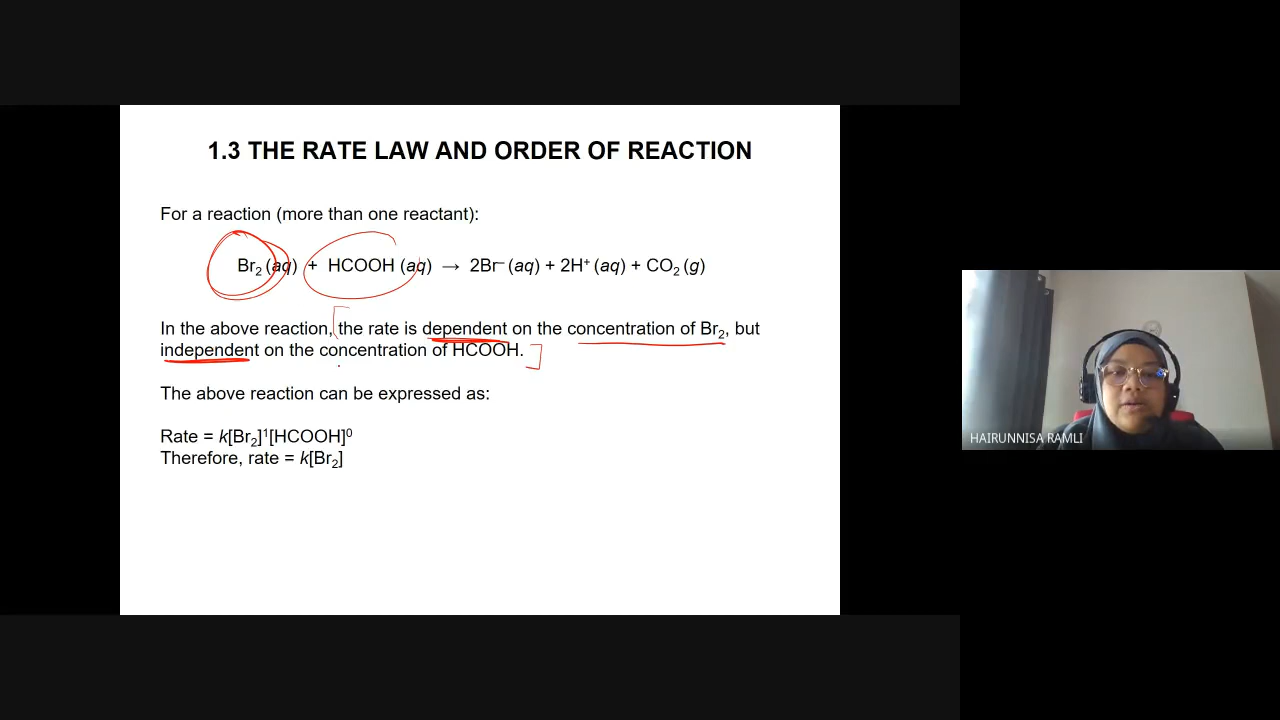 1.3 THE RATE LAW AND ORDER OF REACTION
For a reaction (more than one reactant):
Br₂ (aq) + HCOOH (aq) → 2Br⁻ (aq) + 2H⁺ (aq) + CO₂ (g)
In the above reaction, the rate is dependent on the concentration of Br₂, but
independent on the concentration of HCOOH.
The above reaction can be expressed as:
Rate = k[Br₂]¹[HCOOH]⁰
Therefore, rate = k[Br₂]
HAIRUNNISA RAMLI